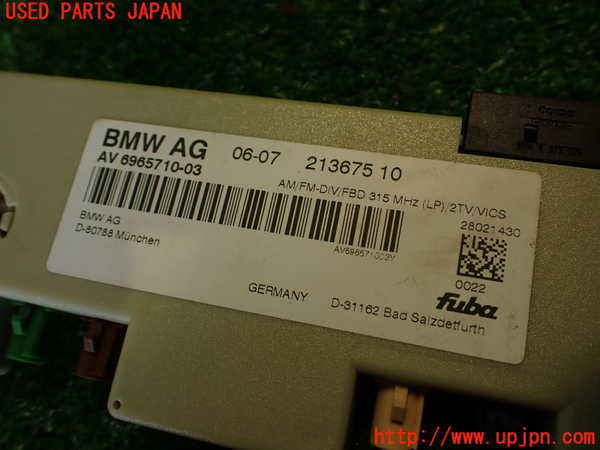 USED PARTS JAPAN
BMW AG 06-07 213675 10
AV 6965710-03
AM/FM-DIV/FBD 315 MHz (LP)/2TV/VICS
28021430
BMW AG
D-80788 München
AV696571003Y
0022
fuba
GERMANY D-31162 Bad Salzdetfurth
http://www.upjpn.com